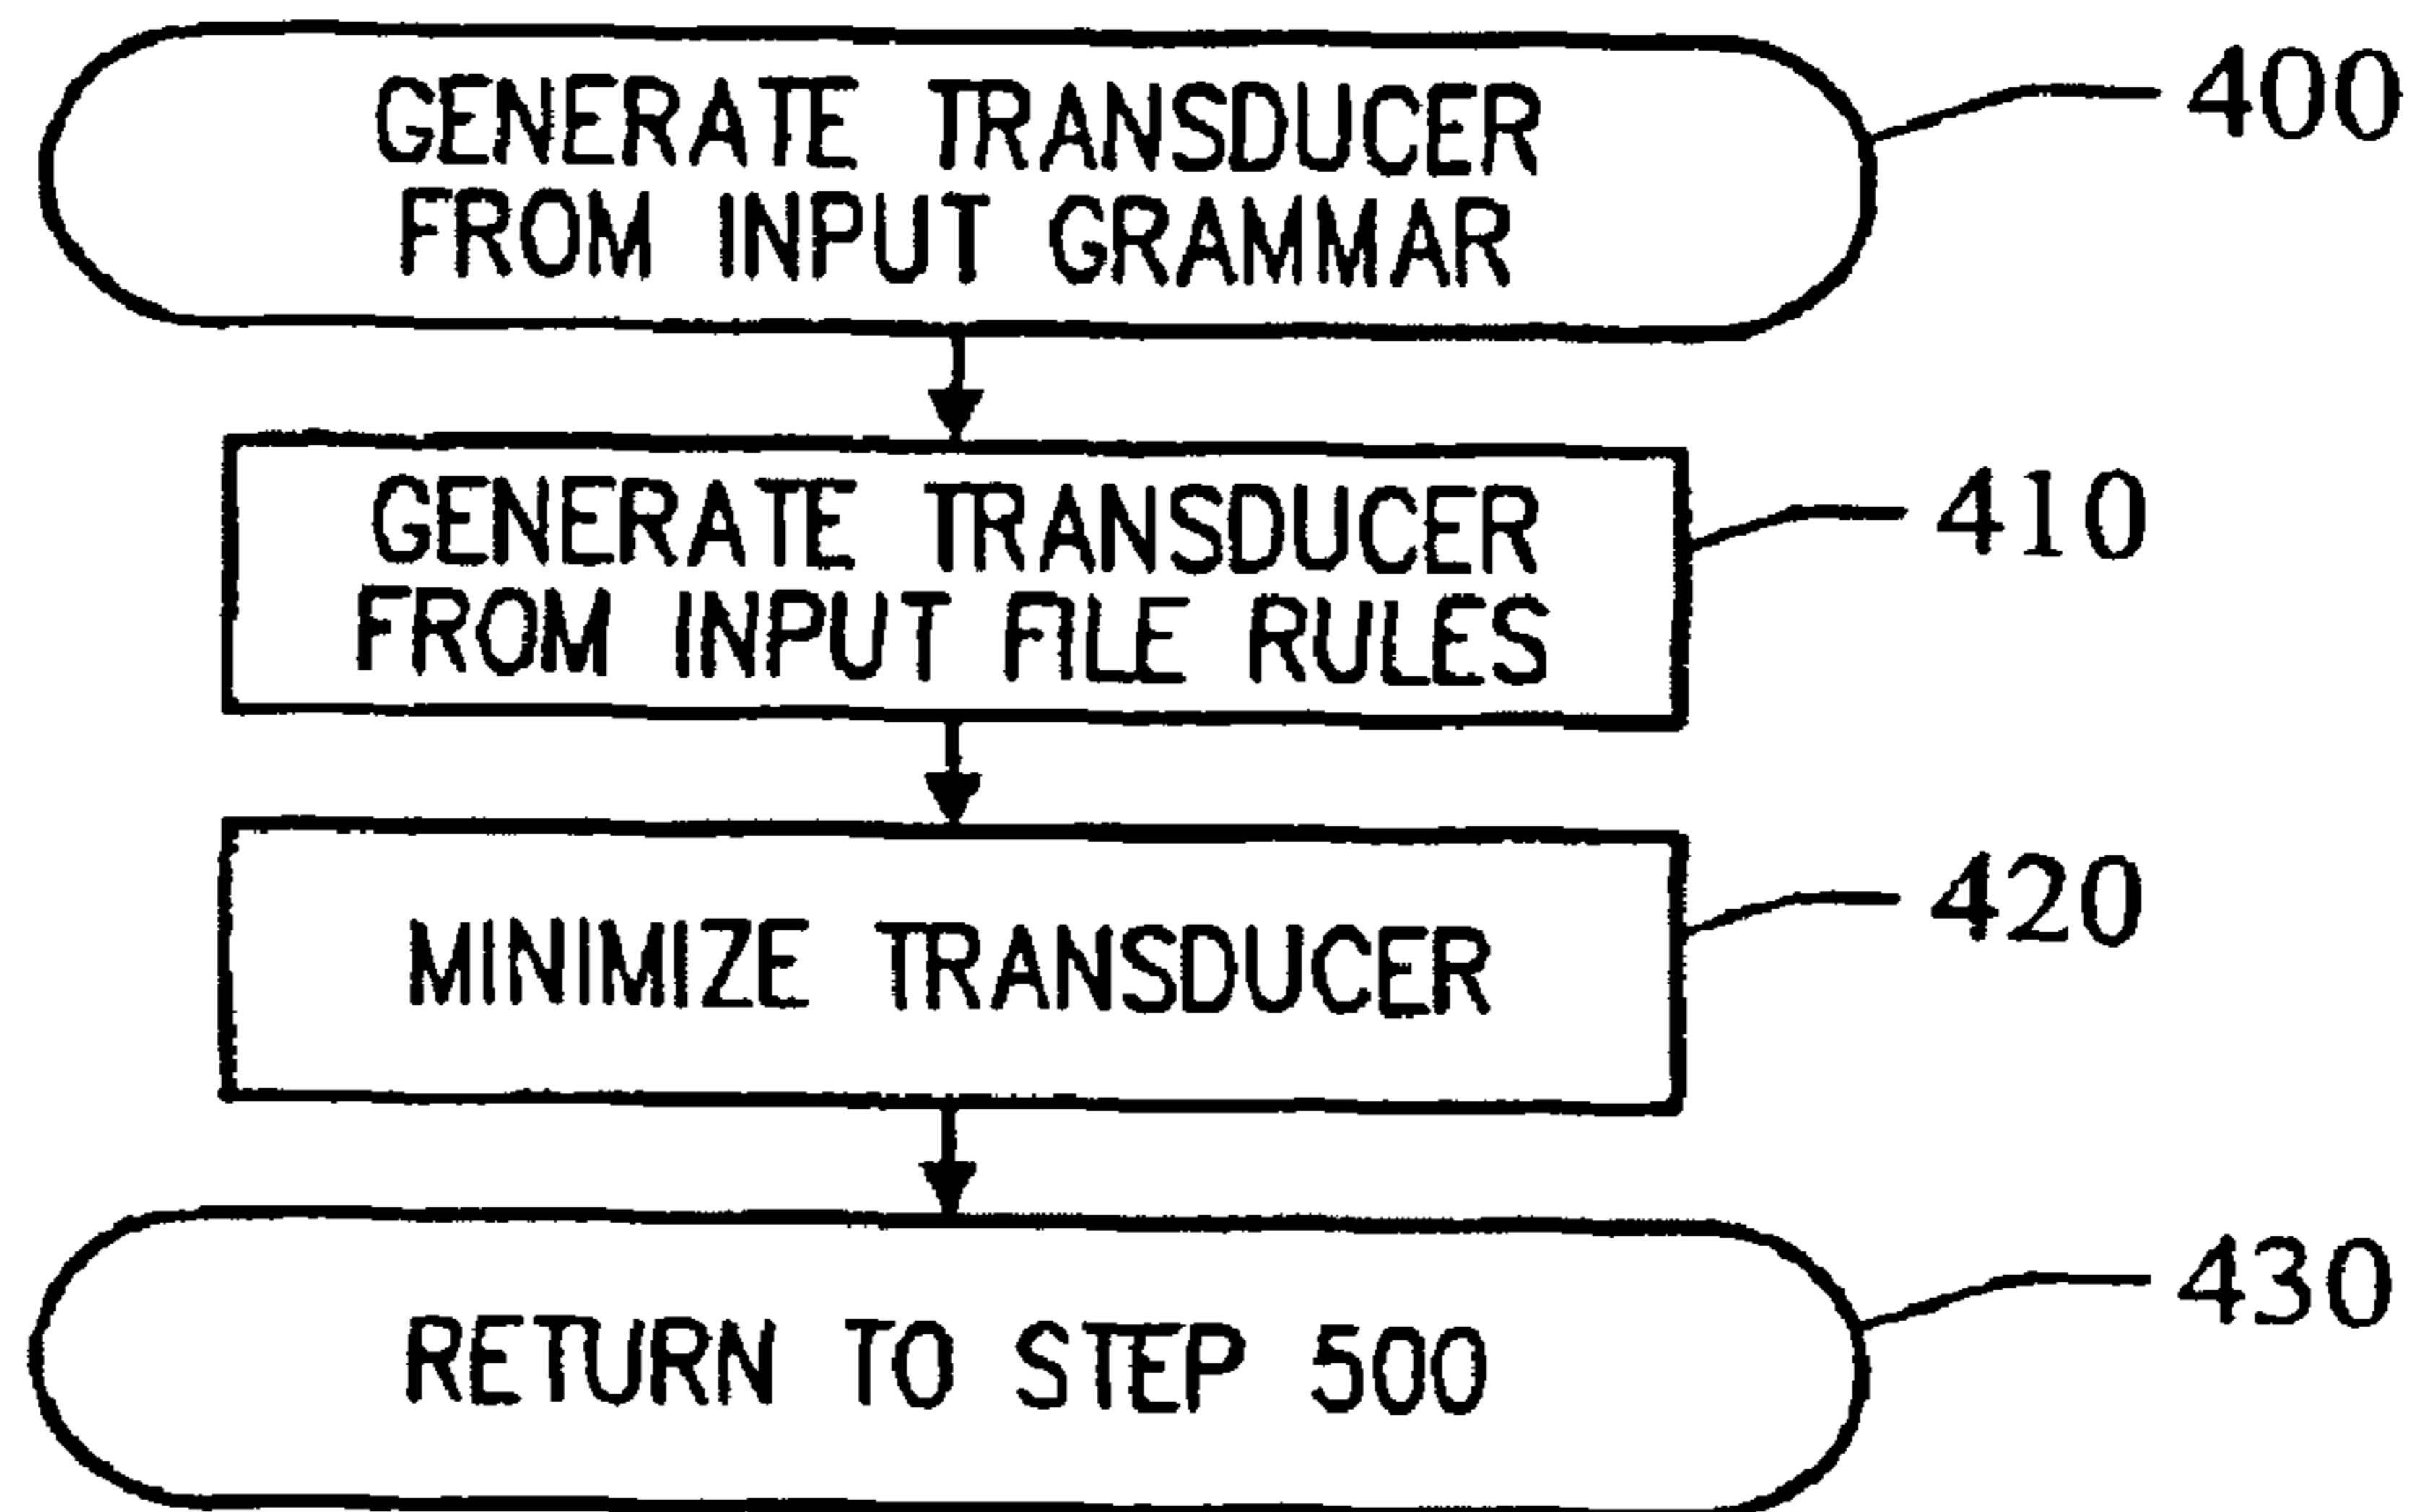 GENERATE TRANSDUCER
FROM INPUT GRAMMAR
400
GENERATE TRANSDUCER
FROM INPUT FILE RULES
410
MINIMIZE TRANSDUCER
420
RETURN TO STEP 500
430